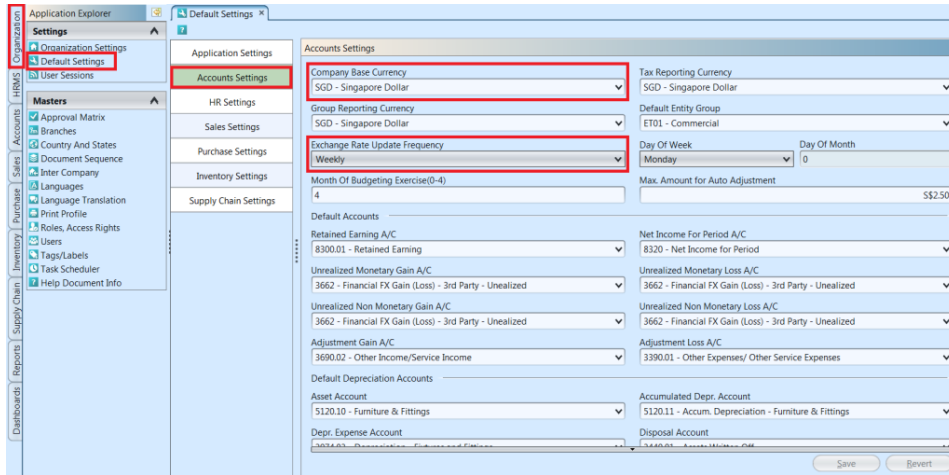 Organization
HRMS
Accounts
Sales
Purchase
Inventory
Supply Chain
Reports
Dashboards
Application Explorer
Settings
Organization Settings
Default Settings
User Sessions
Masters
Approval Matrix
Branches
Country And States
Document Sequence
Inter Company
Languages
Language Translation
Print Profile
Roles, Access Rights
Users
Tags/Labels
Task Scheduler
Help Document Info
Default Settings ×
?
Application Settings
Accounts Settings
HR Settings
Sales Settings
Purchase Settings
Inventory Settings
Supply Chain Settings
Accounts Settings
Company Base Currency Tax Reporting Currency
SGD - Singapore Dollar SGD - Singapore Dollar
Group Reporting Currency Default Entity Group
SGD - Singapore Dollar ET01 - Commercial
Exchange Rate Update Frequency Day Of Week Day Of Month
Weekly Monday 0
Month Of Budgeting Exercise(0-4) Max. Amount for Auto Adjustment
4 S$2.50
Default Accounts
Retained Earning A/C Net Income For Period A/C
8300.01 - Retained Earning 8320 - Net Income for Period
Unrealized Monetary Gain A/C Unrealized Monetary Loss A/C
3662 - Financial FX Gain (Loss) - 3rd Party - Unealized 3662 - Financial FX Gain (Loss) - 3rd Party - Unealized
Unrealized Non Monetary Gain A/C Unrealized Non Monetary Loss A/C
3662 - Financial FX Gain (Loss) - 3rd Party - Unealized 3662 - Financial FX Gain (Loss) - 3rd Party - Unealized
Adjustment Gain A/C Adjustment Loss A/C
3690.02 - Other Income/Service Income 3390.01 - Other Expenses/ Other Service Expenses
Default Depreciation Accounts
Asset Account Accumulated Depr. Account
5120.10 - Furniture & Fittings 5120.11 - Accum. Depreciation - Furniture & Fittings
Depr. Expense Account Disposal Account
Save Revert